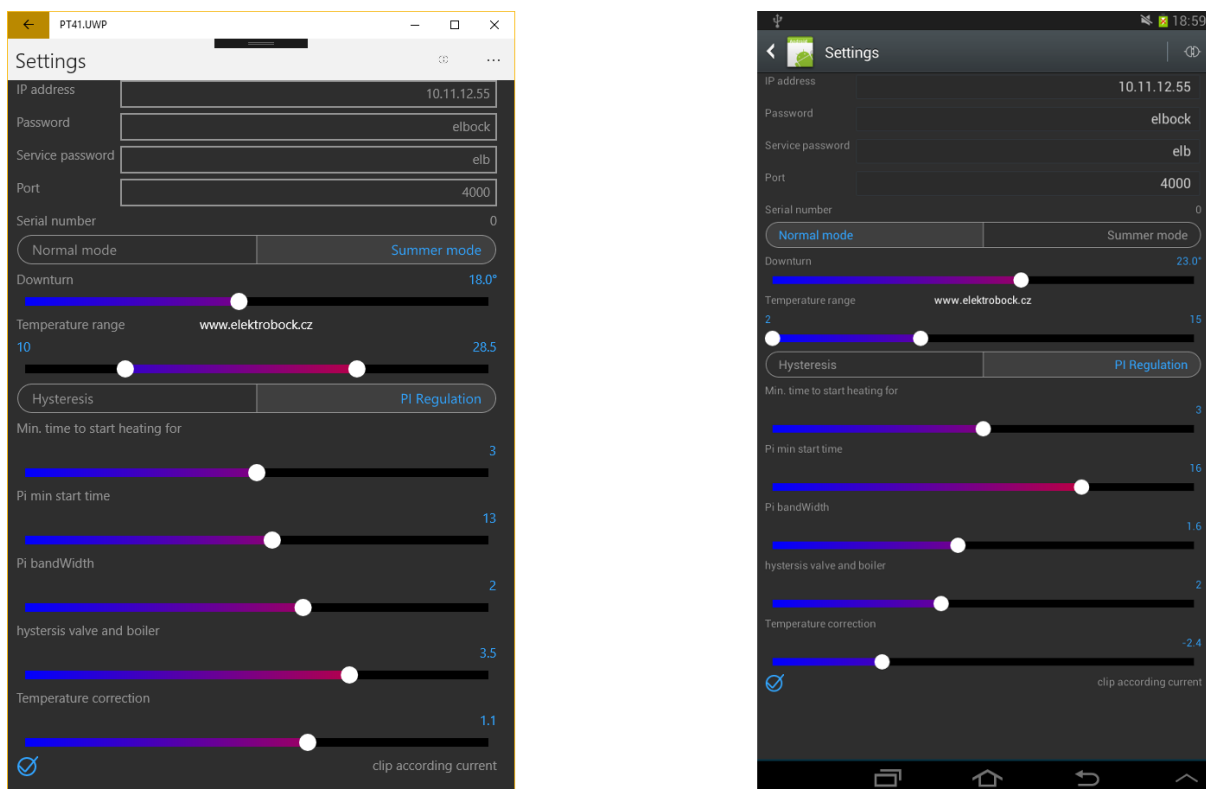 PT41.UWP
Settings
IP address 10.11.12.55
Password elbock
Service password elb
Port 4000
Serial number 0
Normal mode Summer mode
Downturn 18.0°
Temperature range www.elektrobock.cz
10 28.5
Hysteresis PI Regulation
Min. time to start heating for
3
Pi min start time
13
Pi bandWidth
2
hystersis valve and boiler
3.5
Temperature correction
1.1
clip according current
18:59
Settings
IP address 10.11.12.55
Password elbock
Service password elb
Port 4000
Serial number 0
Normal mode Summer mode
Downturn 23.0°
Temperature range www.elektrobock.cz
2 15
Hysteresis PI Regulation
Min. time to start heating for
3
Pi min start time
16
Pi bandWidth
1.6
hystersis valve and boiler
2
Temperature correction
-2.4
clip according current